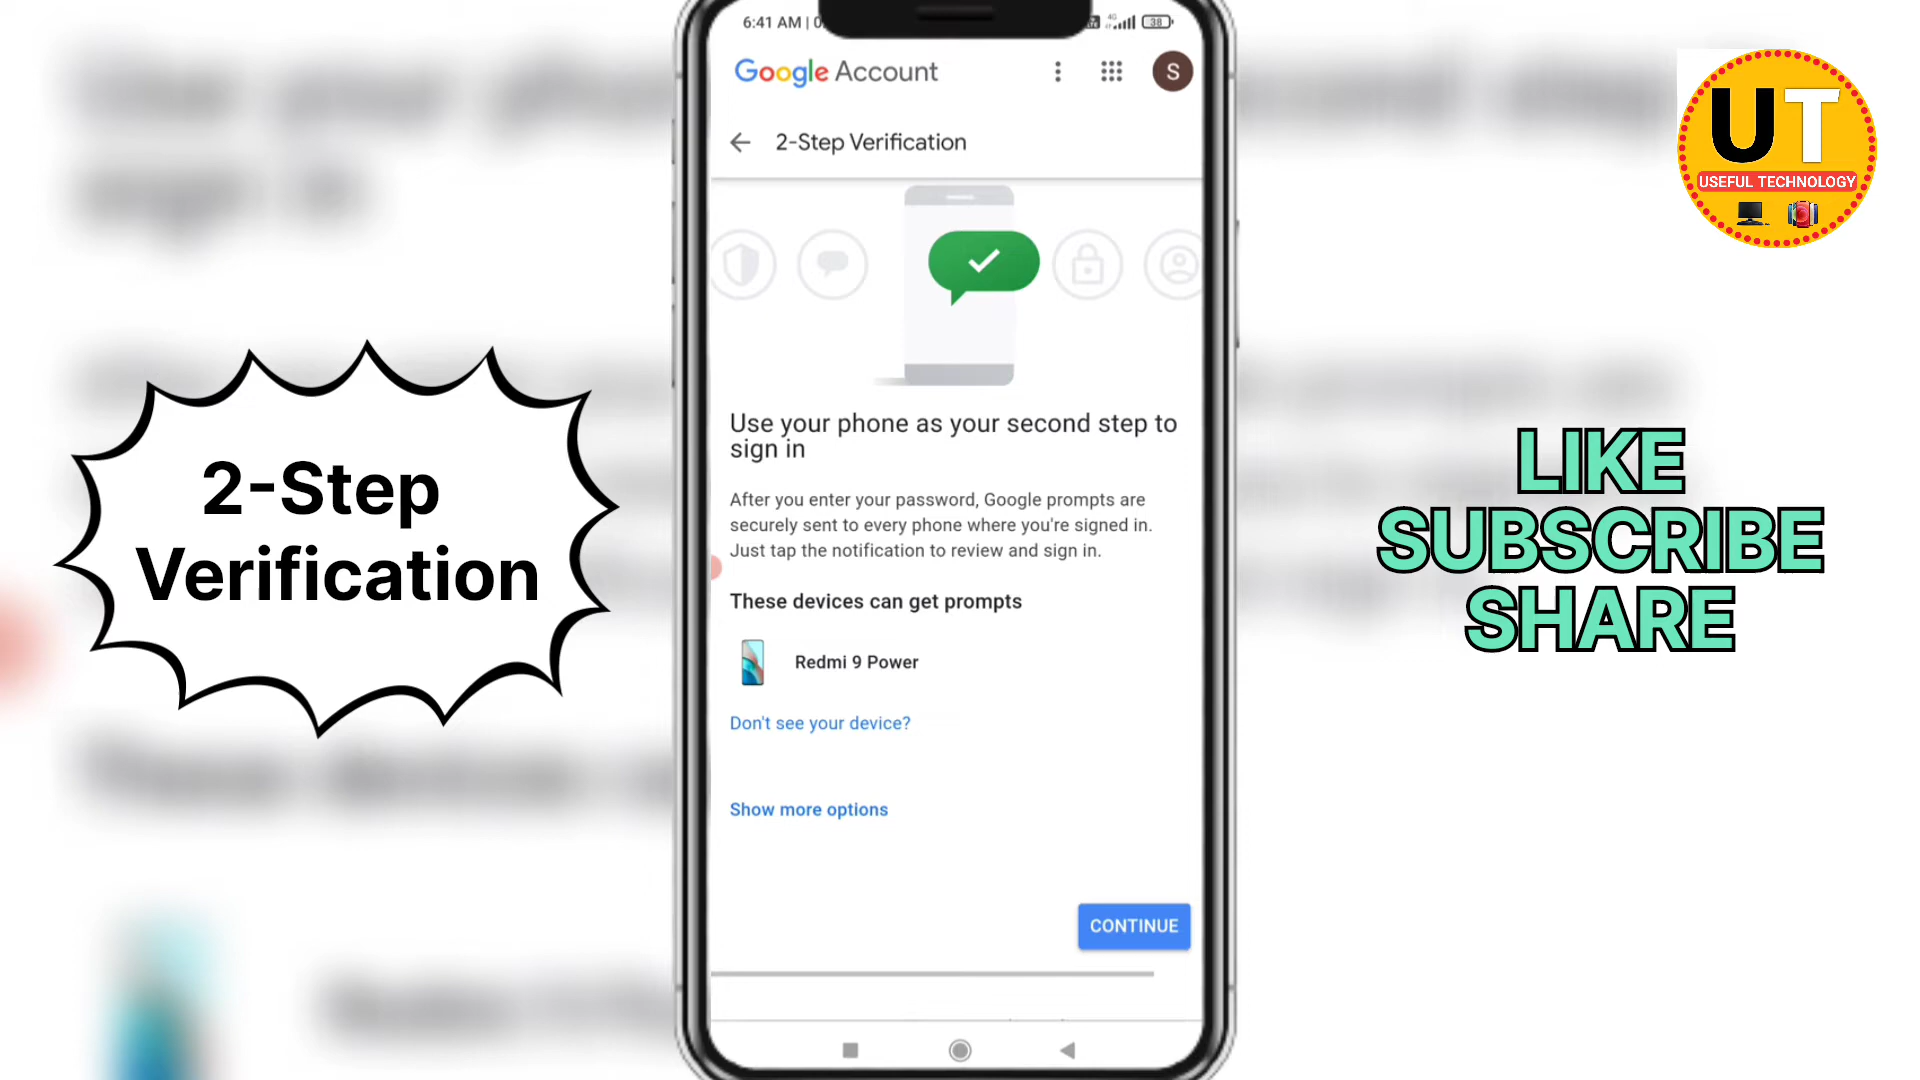 6:41 AM | 0
4G
38
Google Account
S
2-Step Verification
Use your phone as your second step to
sign in
After you enter your password, Google prompts are
securely sent to every phone where you're signed in.
Just tap the notification to review and sign in.
These devices can get prompts
Redmi 9 Power
Don't see your device?
Show more options
CONTINUE
2-Step
Verification
UT
USEFUL TECHNOLOGY
LIKE
SUBSCRIBE
SHARE